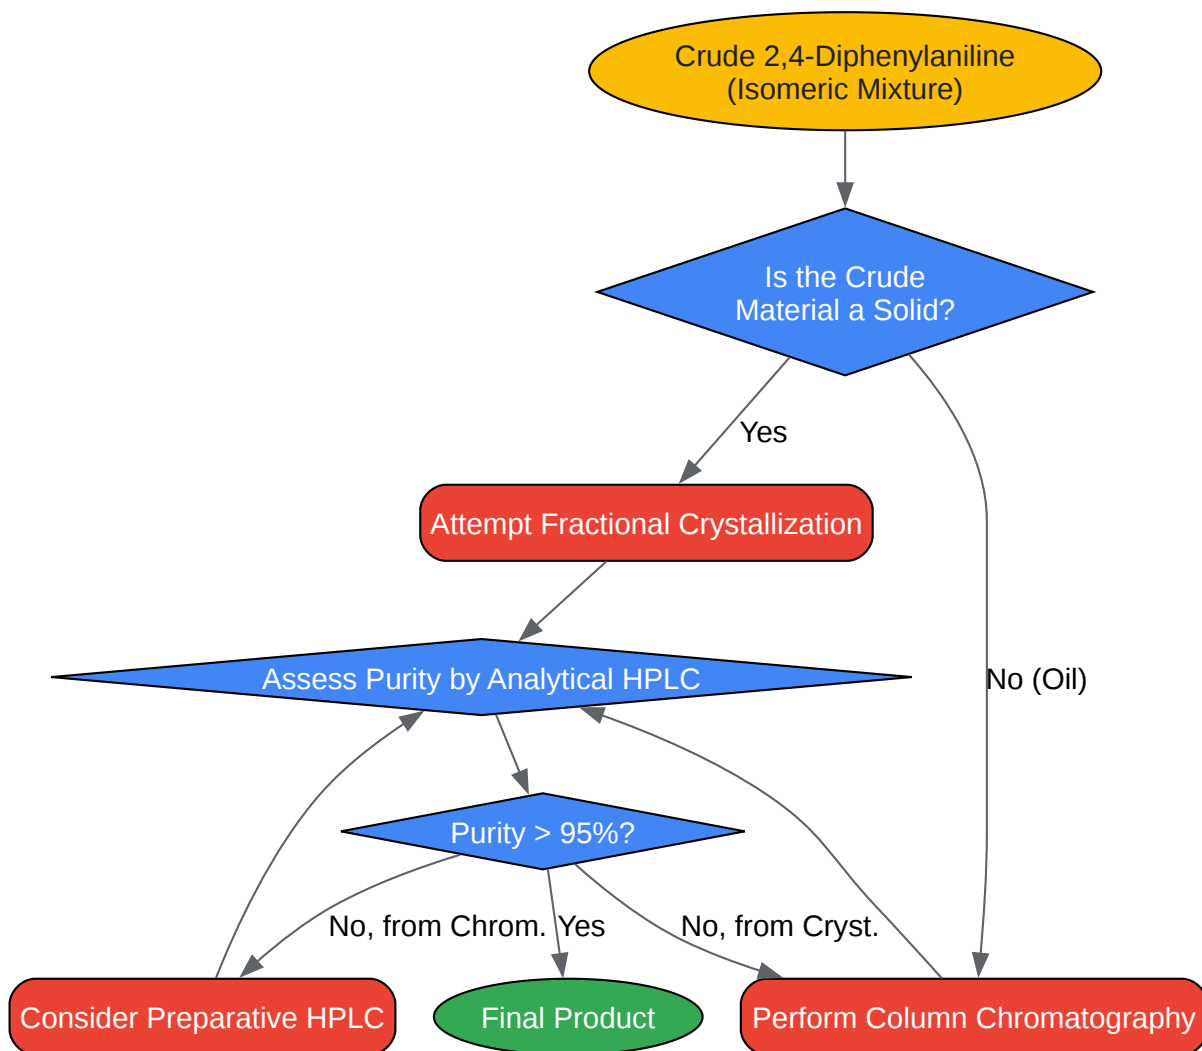 Crude 2,4-Diphenylaniline
(Isomeric Mixture)
Is the Crude
Material a Solid?
Yes
Attempt Fractional Crystallization
No (Oil)
Assess Purity by Analytical HPLC
Purity > 95%?
No, from Chrom.
Yes
No, from Cryst.
Consider Preparative HPLC
Final Product
Perform Column Chromatography